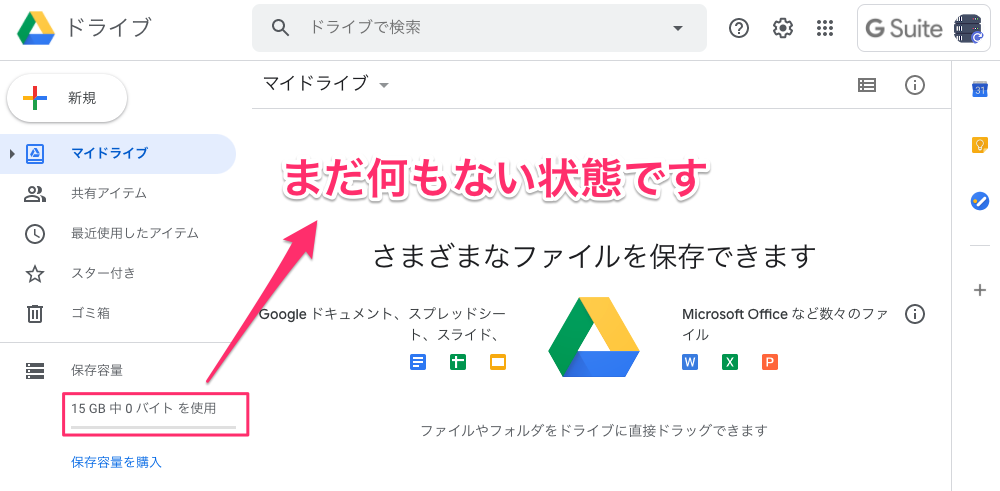 ドライブ
ドライブで検索
G Suite
新規
マイドライブ
マイドライブ
31
共有アイテム
最近使用したアイテム
スター付き
ゴミ箱
保存容量
15 GB 中 0 バイト を使用
保存容量を購入
まだ何もない状態です
さまざまなファイルを保存できます
Google ドキュメント、スプレッドシー
ト、スライド、
Microsoft Office など数々のファ
イル
W
X
P
ファイルやフォルダをドライブに直接ドラッグできます